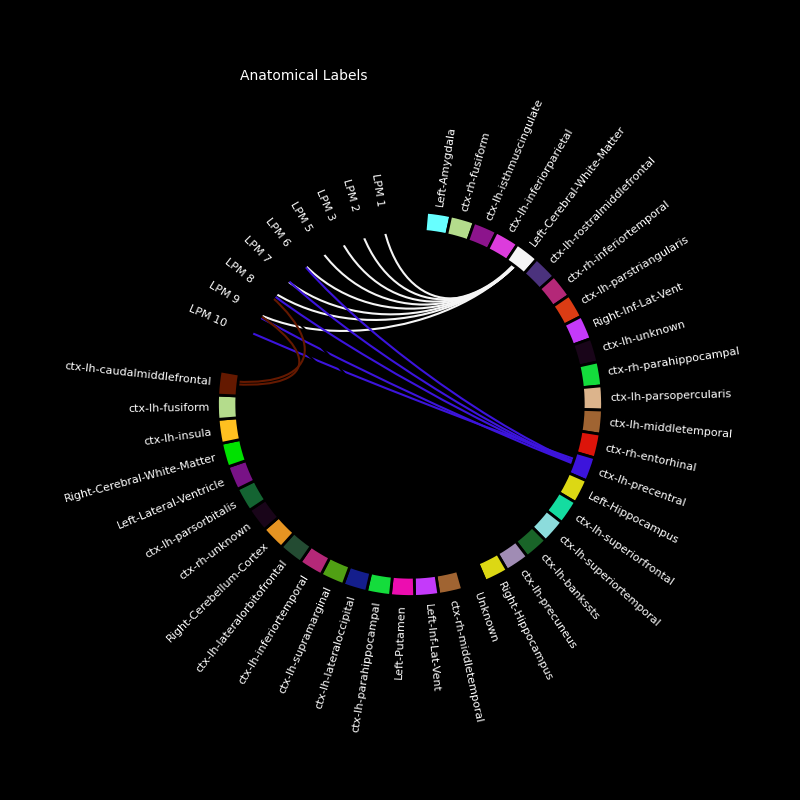 Anatomical Labels
LPM 1
LPM 2
LPM 3
LPM 5
LPM 6
LPM 7
LPM 8
LPM 9
LPM 10
ctx-lh-caudalmiddlefrontal
ctx-lh-fusiform
ctx-lh-insula
Right-Cerebral-White-Matter
Left-Lateral-Ventricle
ctx-lh-parsorbitalis
ctx-rh-unknown
Right-Cerebellum-Cortex
ctx-lh-lateralorbitofrontal
ctx-lh-inferiortemporal
ctx-lh-supramarginal
ctx-lh-lateraloccipital
ctx-lh-parahippocampal
Left-Putamen
Left-Inf-Lat-Vent
ctx-rh-middletemporal
Unknown
Right-Hippocampus
ctx-lh-precuneus
ctx-lh-bankssts
ctx-lh-superiortemporal
ctx-lh-superiorfrontal
Left-Hippocampus
ctx-lh-precentral
ctx-rh-entorhinal
ctx-lh-middletemporal
ctx-lh-parsopercularis
ctx-rh-parahippocampal
ctx-lh-unknown
Right-Inf-Lat-Vent
ctx-lh-parstriangularis
ctx-rh-inferiortemporal
ctx-lh-rostralmiddlefrontal
Left-Cerebral-White-Matter
ctx-lh-inferiorparietal
ctx-lh-isthmuscingulate
ctx-rh-fusiform
Left-Amygdala